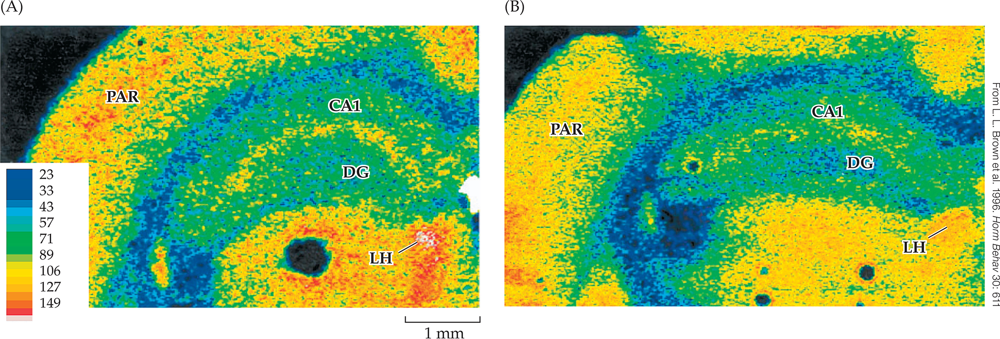 (A)
(B)
PAR
CA1
DG
LH
23
33
43
57
71
89
106
127
149
1 mm
PAR
CA1
DG
LH
From L. L. Brown et al. 1996. Horm Behav 30: 611